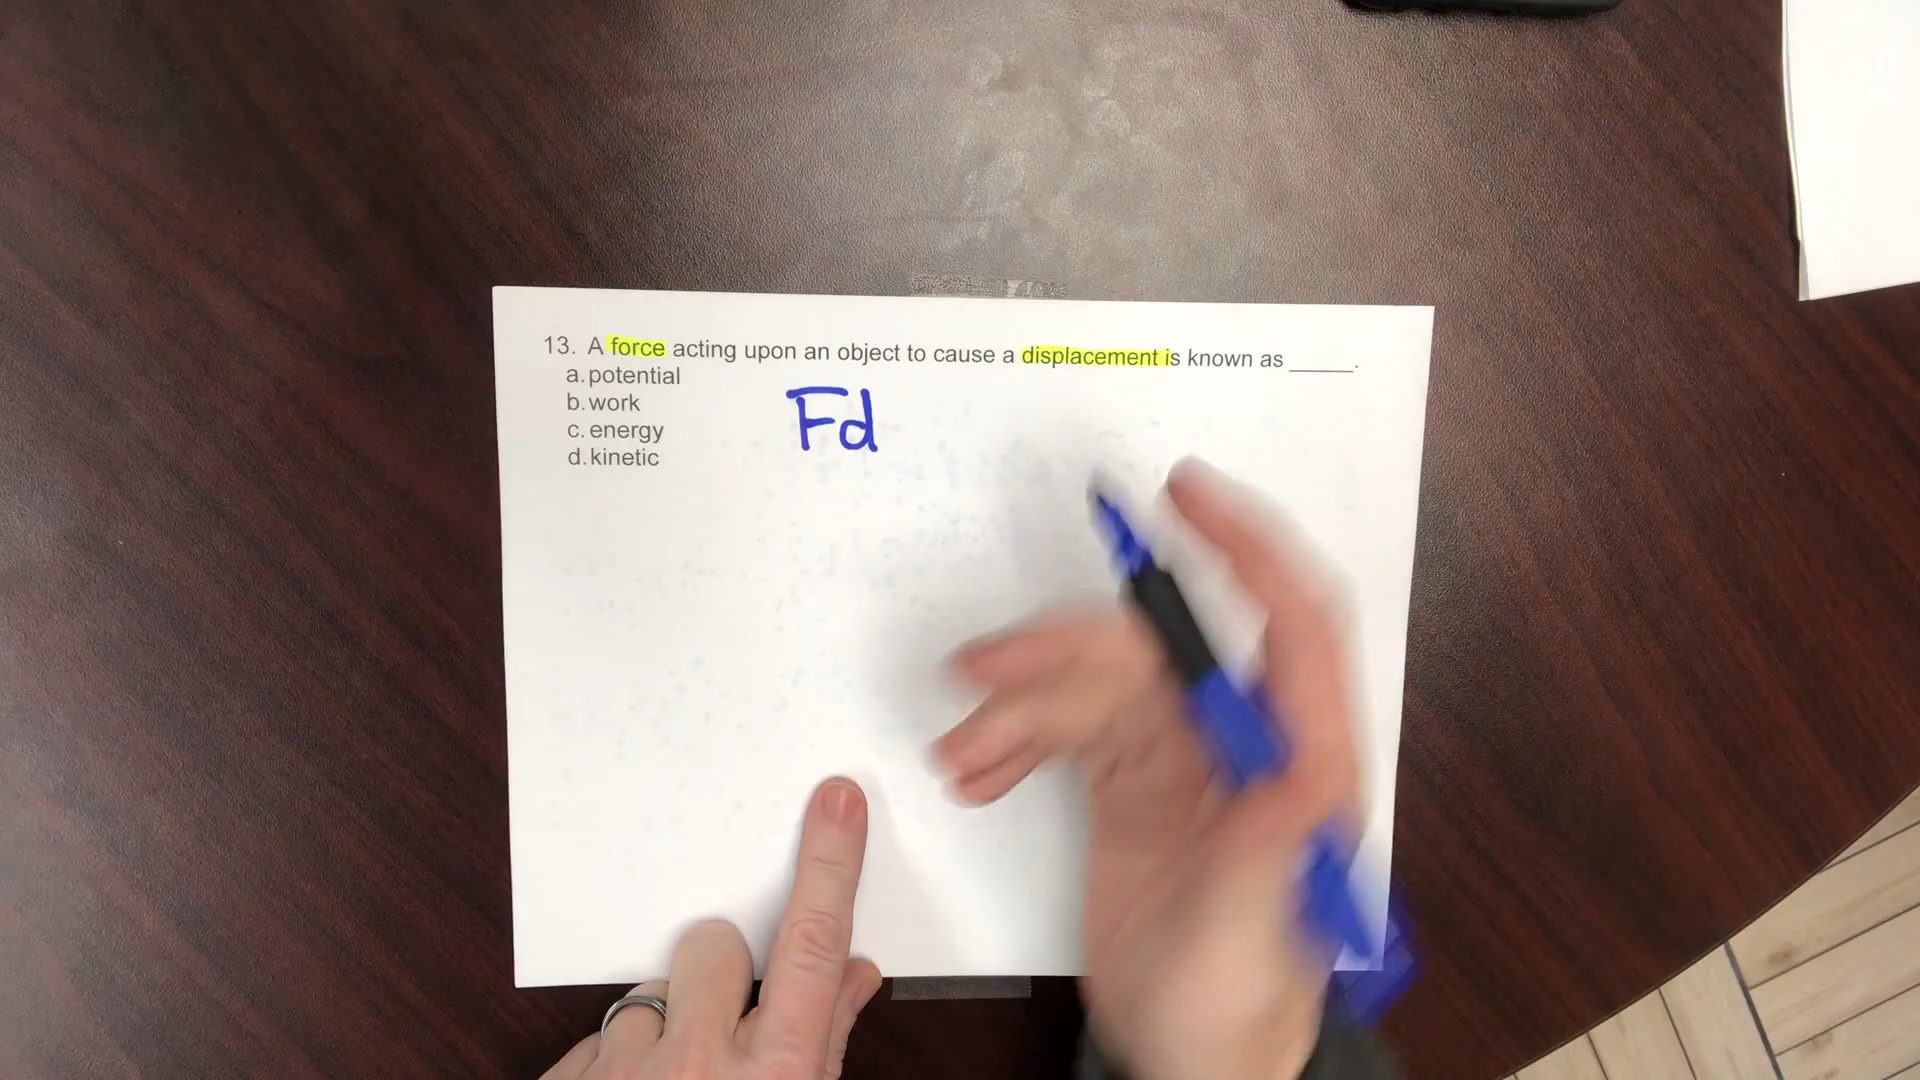 13. A force acting upon an object to cause a displacement is known as _____.
a. potential
b. work
c. energy
d. kinetic
Fd